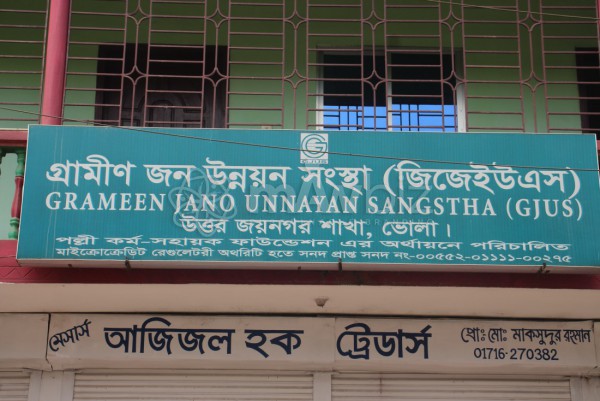 GJUS
গ্রামীণ জন উন্নয়ন সংস্থা (জিজেইউএস)
GRAMEEN JANO UNNAYAN SANGSTHA (GJUS)
উত্তর জয়নগর শাখা, ভোলা।
পল্লী কর্ম-সহায়ক ফাউন্ডেশন এর অর্থায়নে পরিচালিত
মাইক্রোক্রেডিট রেগুলেটরী অথরিটি হতে সনদ প্রাপ্ত সনদ নং-০০৫৫২-০১১১১-০০২৭৫
মেসার্স আজিজল হক ট্রেডার্স
প্রোঃ মোঃ মাকসুদুর রহমান
01716-270382